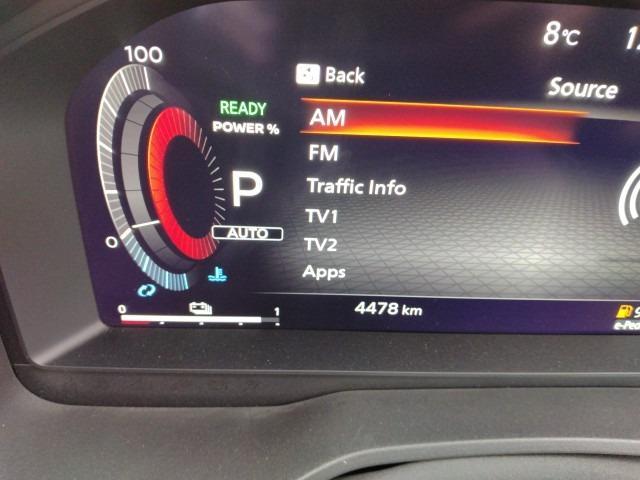 8°C
100
Back
Source
READY
POWER %
AM
FM
P
Traffic Info
TV1
AUTO
TV2
0
Apps
0 1
4478 km